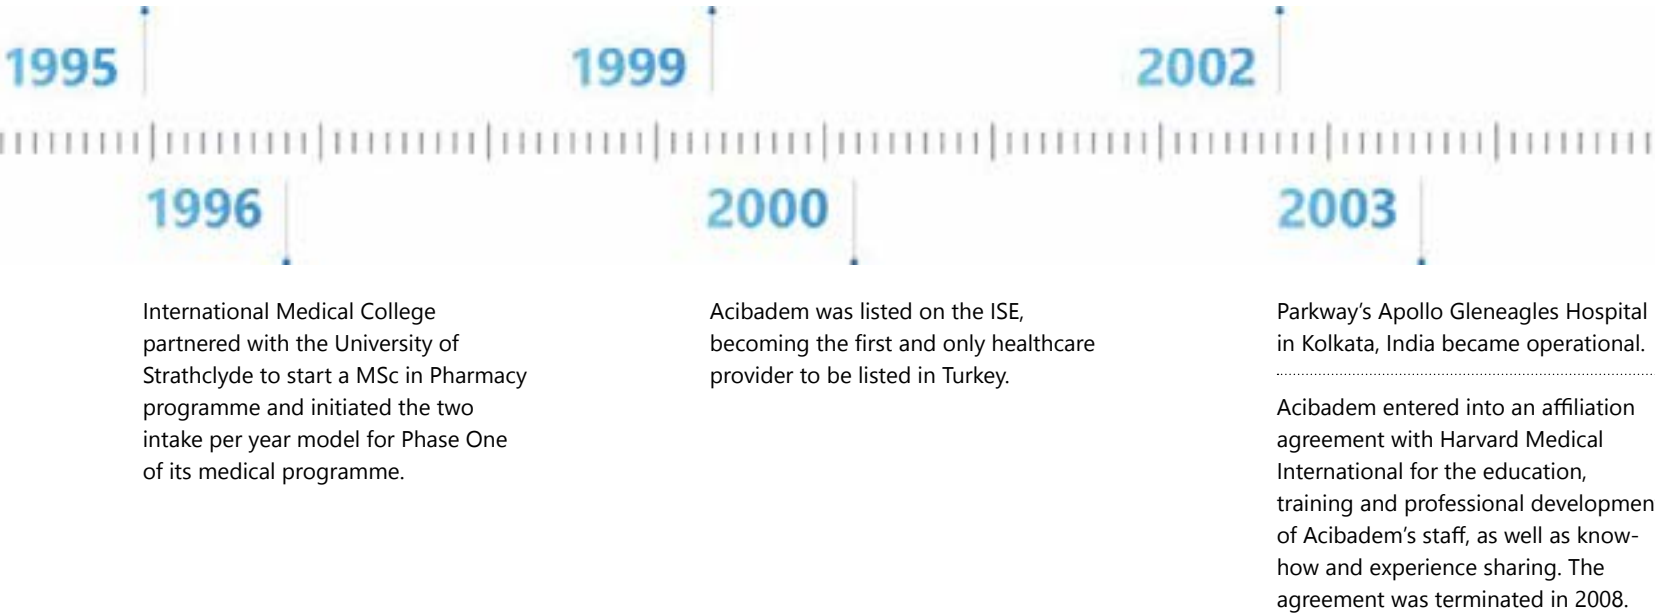 1995
1999
2002
1996
2000
2003
International Medical College
partnered with the University of
Strathclyde to start a MSc in Pharmacy
programme and initiated the two
intake per year model for Phase One
of its medical programme.
Acibadem was listed on the ISE,
becoming the first and only healthcare
provider to be listed in Turkey.
Parkway’s Apollo Gleneagles Hospital
in Kolkata, India became operational.
Acibadem entered into an affiliation
agreement with Harvard Medical
International for the education,
training and professional developmen
of Acibadem’s staff, as well as know-
how and experience sharing. The
agreement was terminated in 2008.